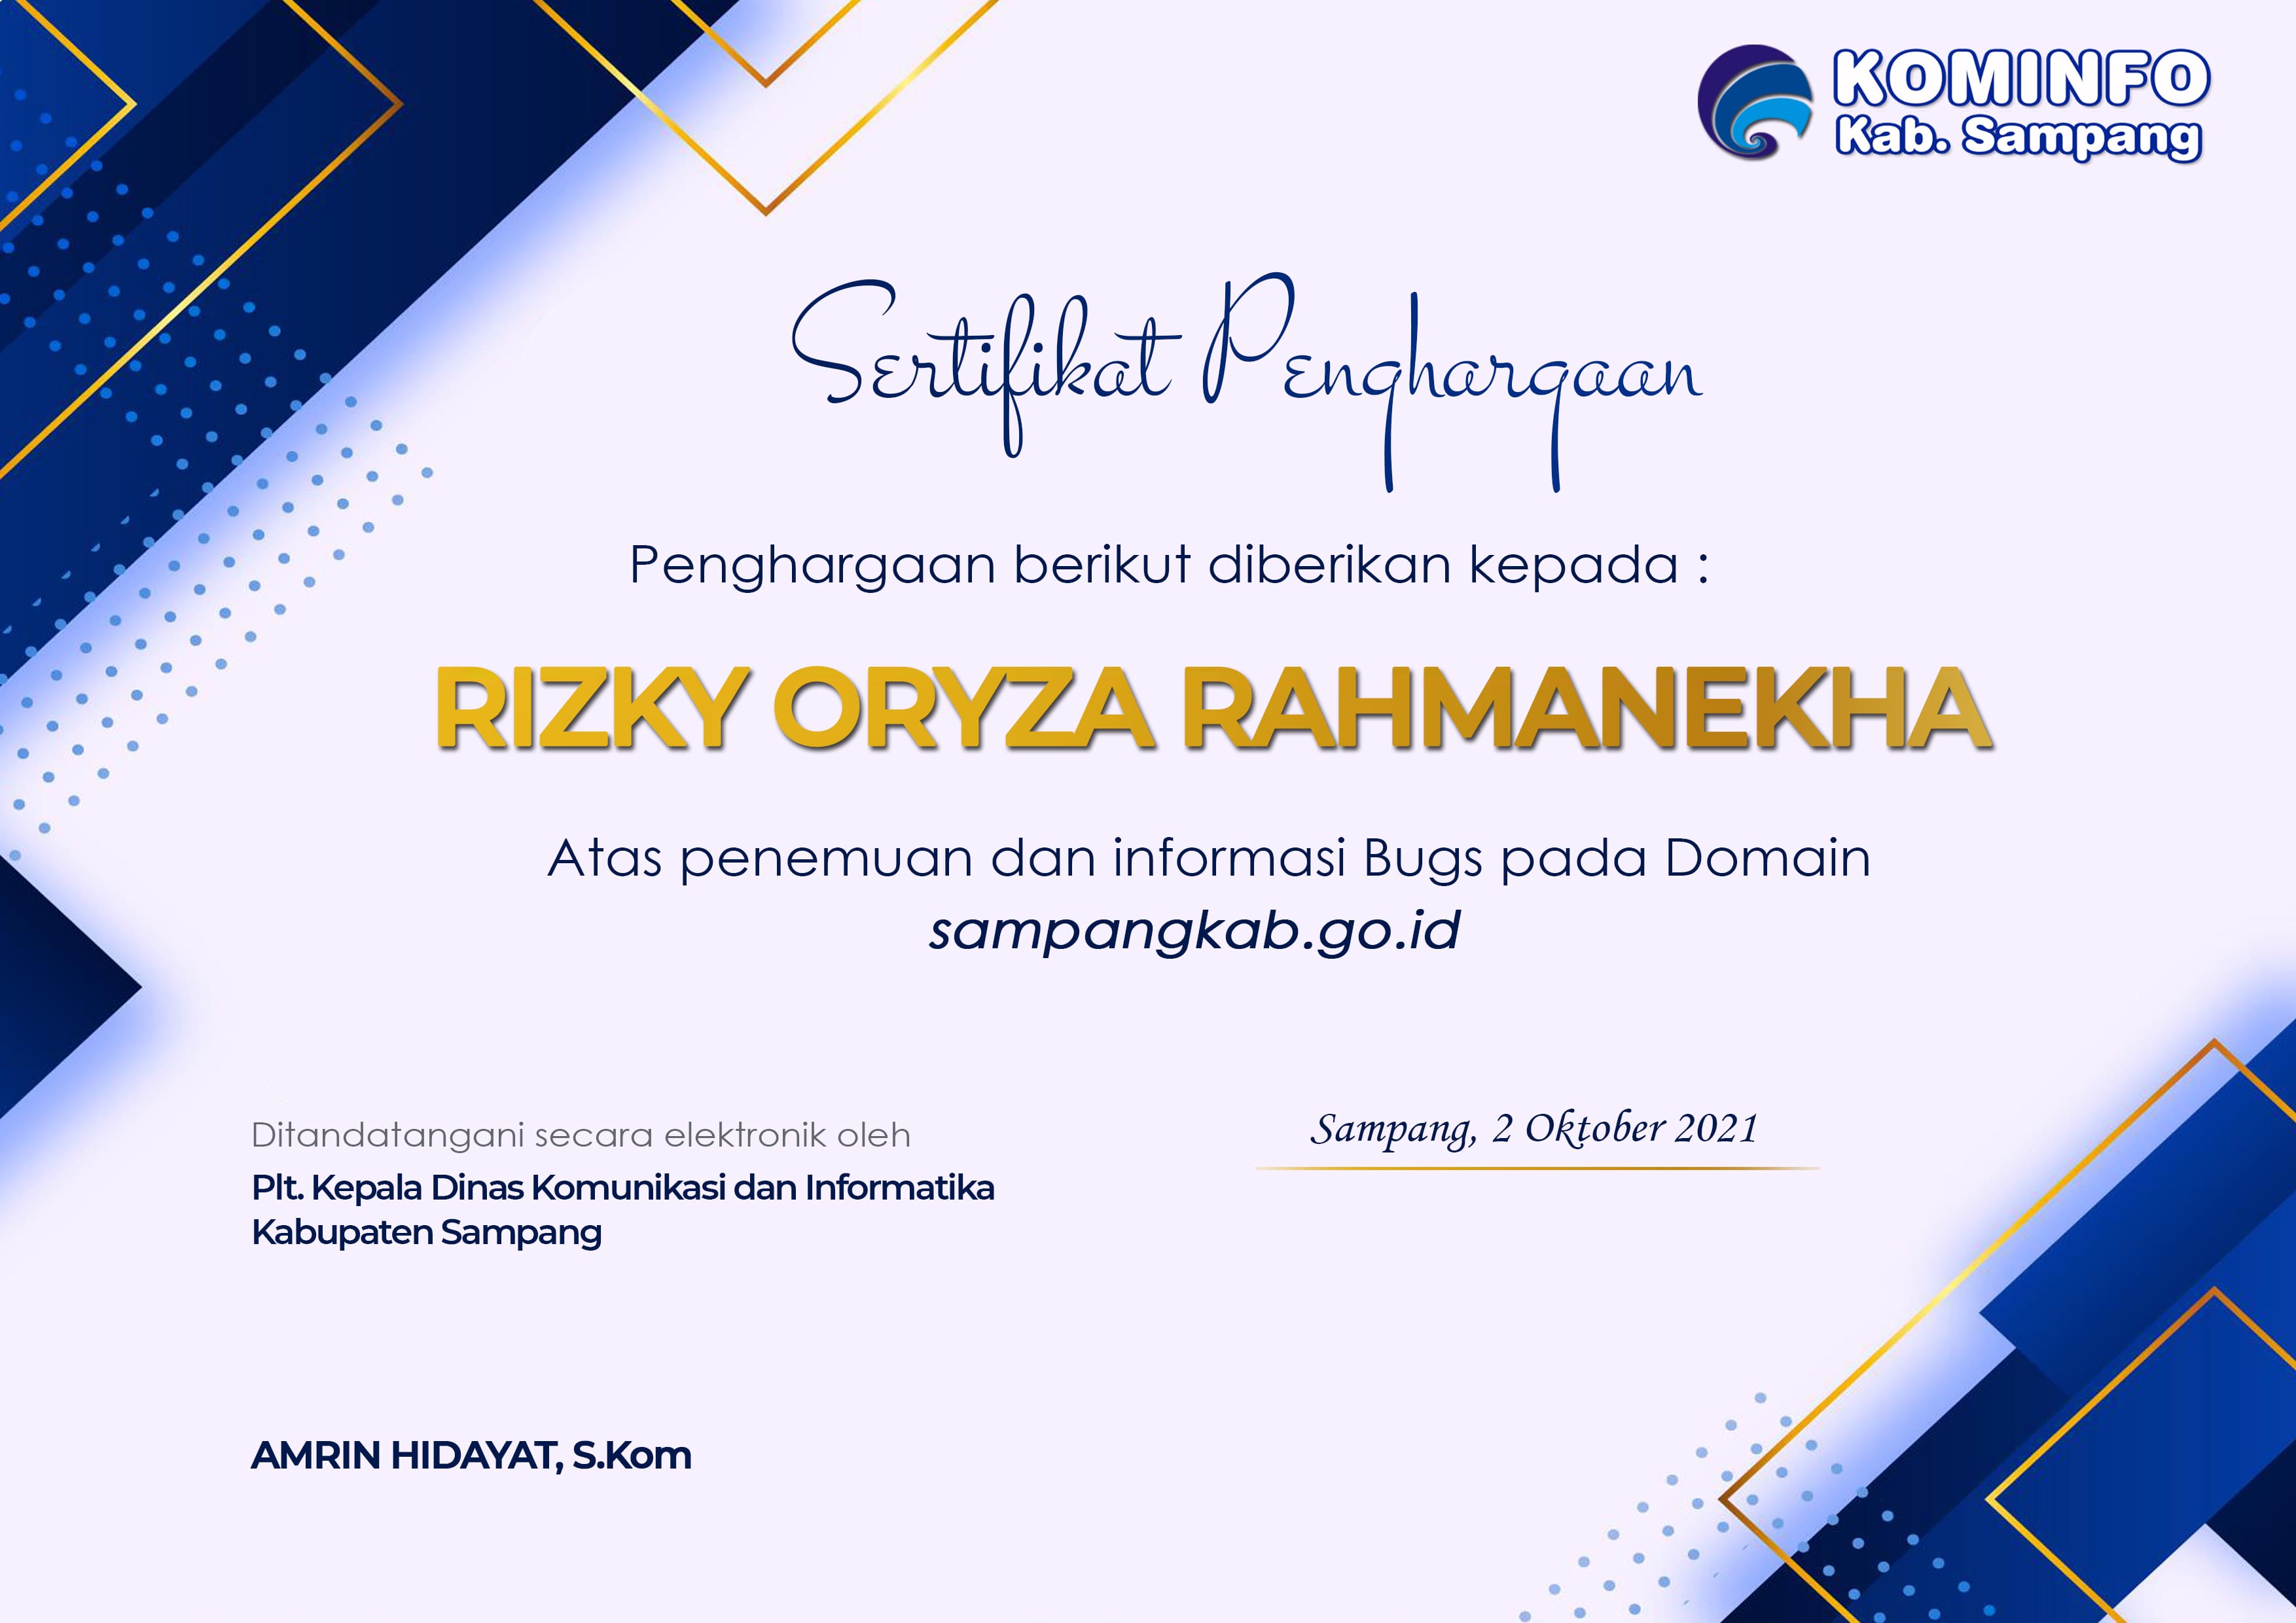 KOMINFO
Kab. Sampang
Sertifikat Penghargaan
Penghargaan berikut diberikan kepada :
RIZKY ORYZA RAHMANEKHA
Atas penemuan dan informasi Bugs pada Domain
sampangkab.go.id
Ditandatangani secara elektronik oleh
Plt. Kepala Dinas Komunikasi dan Informatika
Kabupaten Sampang
AMRIN HIDAYAT, S.Kom
Sampang, 2 Oktober 2021